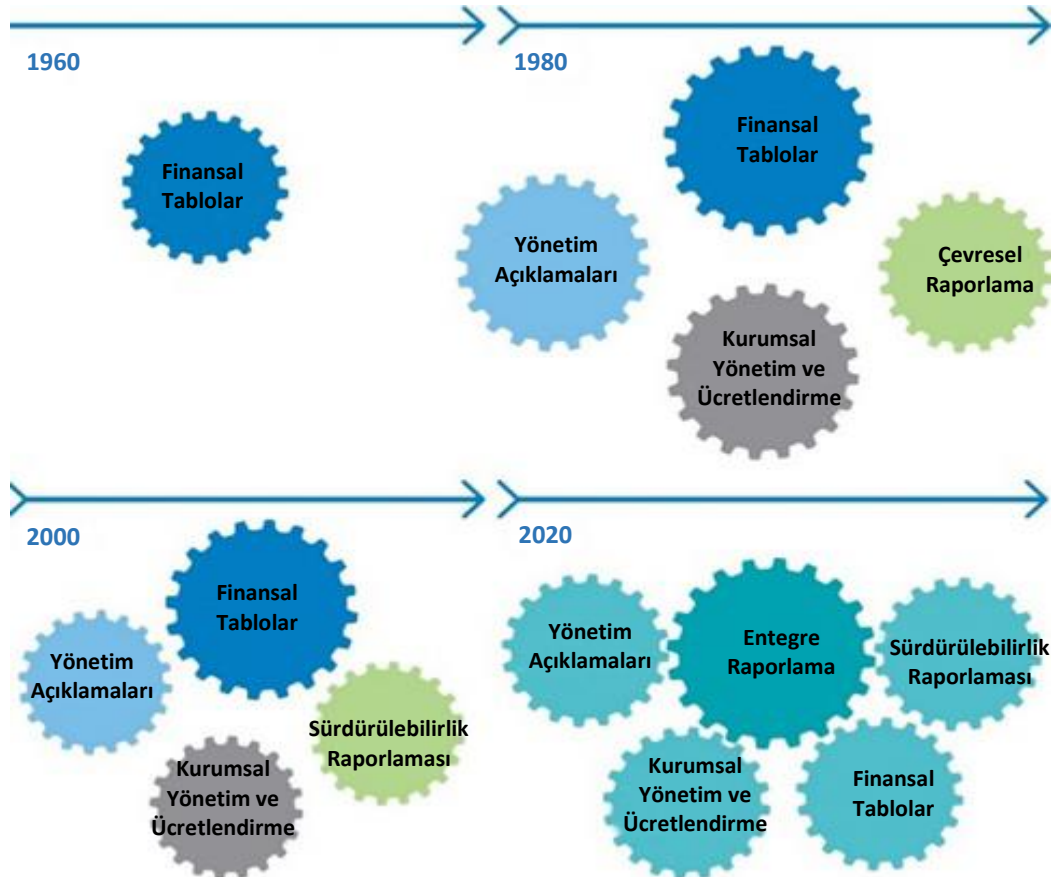 1960
Finansal
Tablolar
1980
Finansal
Tablolar
Yönetim
Açıklamaları
Çevresel
Raporlama
Kurumsal
Yönetim ve
Ücretlendirme
2000
Finansal
Tablolar
Yönetim
Açıklamaları
Sürdürülebilirlik
Raporlaması
Kurumsal
Yönetim ve
Ücretlendirme
2020
Yönetim
Açıklamaları
Entegre
Raporlama
Sürdürülebilirlik
Raporlaması
Kurumsal
Yönetim ve
Ücretlendirme
Finansal
Tablolar